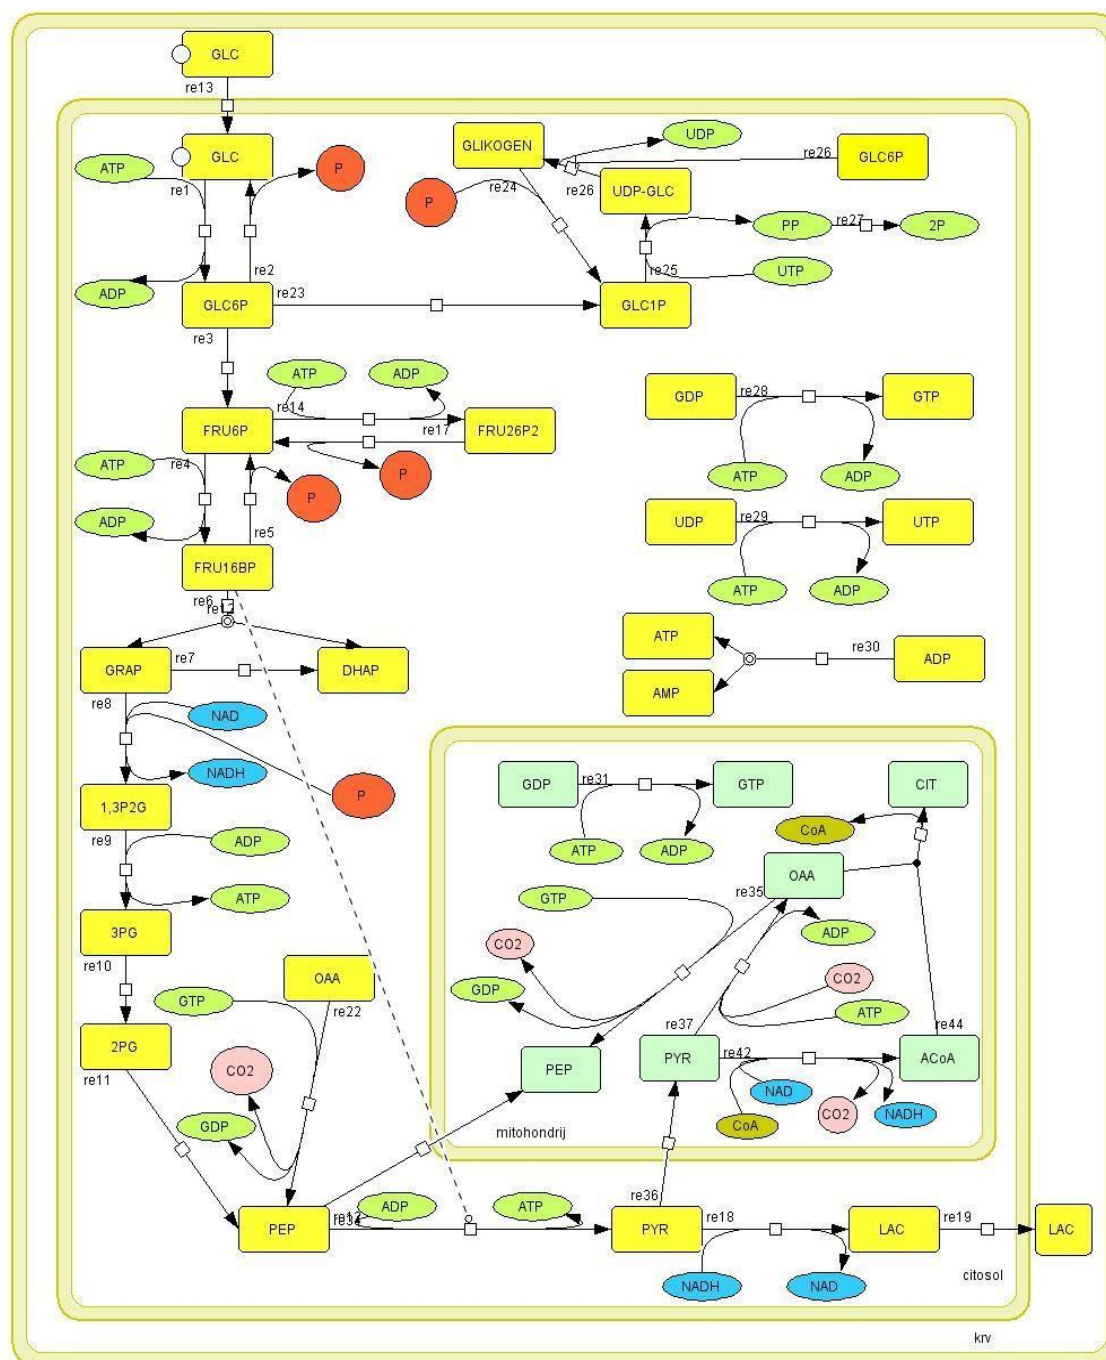 GLC
re13
ATP
GLC
P
re1
re2
ADP
GLC6P
re23
re3
GLIKOGEN
UDP
re26
GLC6P
re24
re26
UDP-GLC
P
PP
re27
2P
UTP
re25
GLC1P
ATP
ADP
re14
FRU6P
re17
FRU26P2
ATP
re4
P
P
ADP
re5
FRU16BP
re6
re12
GDP
re28
GTP
ATP
ADP
UDP
re29
UTP
ATP
ADP
ATP
re30
ADP
AMP
GRAP
re7
DHAP
re8
NAD
NADH
P
1,3P2G
re9
ADP
ATP
3PG
re10
OAA
GTP
re22
2PG
re11
CO2
GDP
GDP
re31
GTP
CIT
ATP
ADP
CoA
OAA
GTP
re35
ADP
CO2
CO2
GDP
ATP
re37
re44
PEP
PYR
re42
ACoA
NAD
CoA
CO2
NADH
mitohondrij
PEP
re34
ADP
ATP
re36
PYR
re18
LAC
re19
LAC
NADH
NAD
citosol
krv